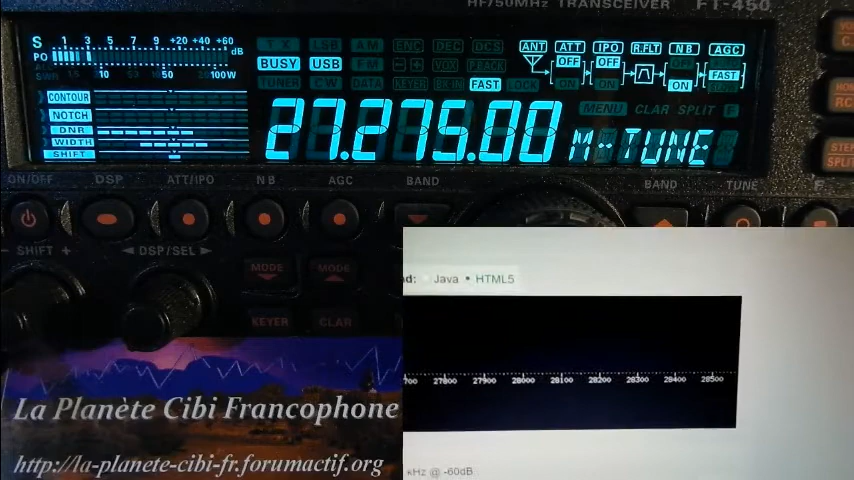 HF/50MHz TRANSCEIVER FT-450
S 1 3 5 7 9 +20 +40 +60 dB
PO
SWR 1.5 10 50 100W
TX LSB AM ENC DEC DCS
BUSY USB FM VOX P.BACK
TUNER CW DATA KEYER BK IN FAST LOCK
ANT ATT IPO R.FLT NB AGC
OFF OFF
ON ON ON FAST
CONTOUR
NOTCH
DNR
WIDTH
SHIFT
MENU CLAR SPLIT F
27.275.00 M-TUNE
ON/OFF DSP ATT/IPO NB AGC BAND BAND TUNE F
- SHIFT + ◀ DSP/SEL ▶
MODE MODE
KEYER CLAR
STEP
SPLIT
d: Java • HTML5
700 27800 27900 28000 28100 28200 28300 28400 28500
kHz @ -60dB
La Planète Cibi Francophone
http://la-planete-cibi-fr.forumactif.org